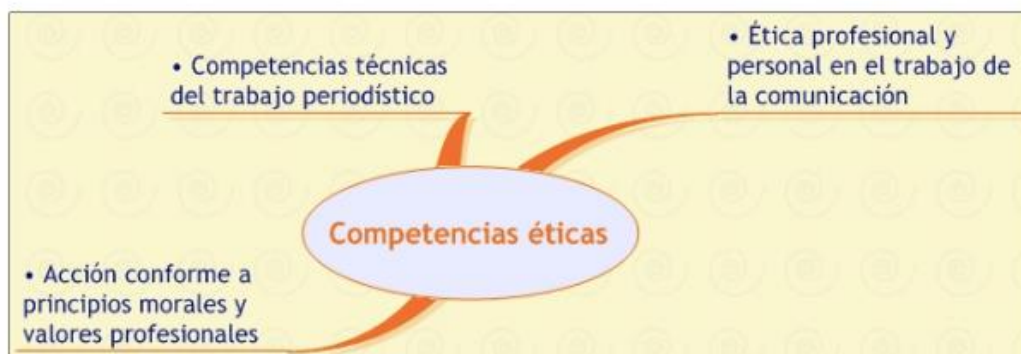 • Competencias técnicas
del trabajo periodístico
• Ética profesional y
personal en el trabajo de
la comunicación
Competencias éticas
• Acción conforme a
principios morales y
valores profesionales